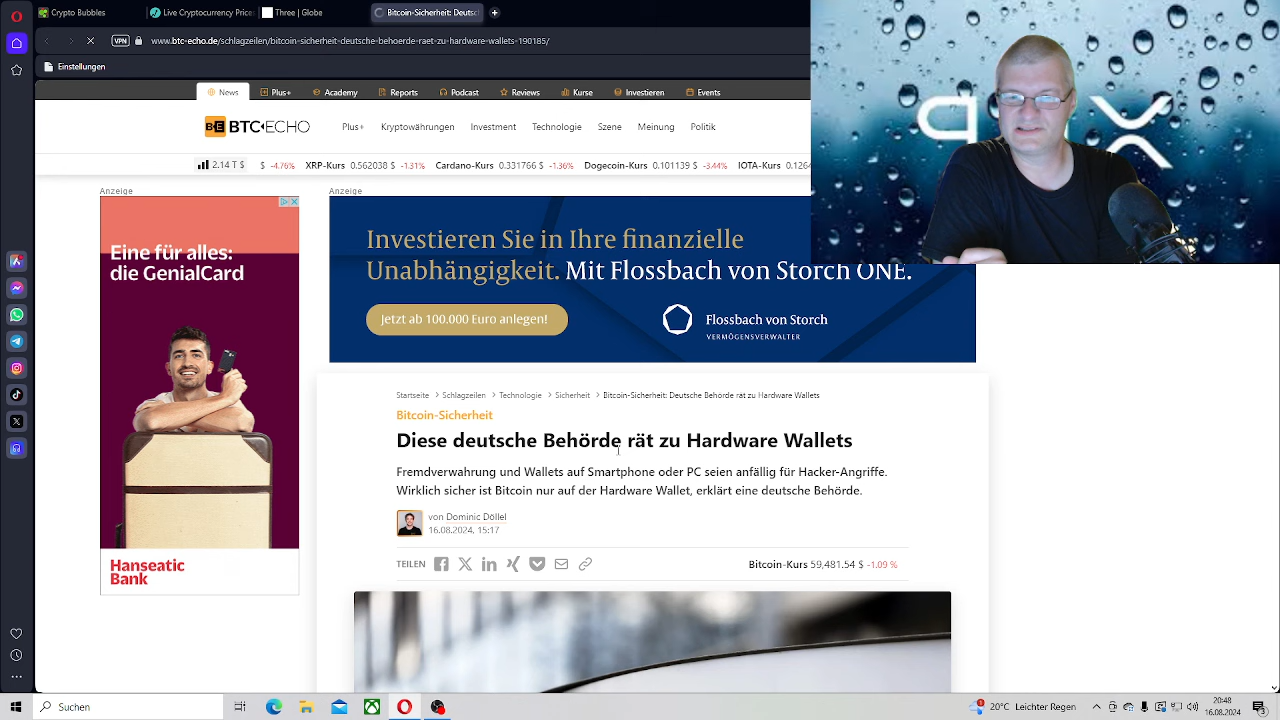 Crypto Bubbles
Live Cryptocurrency Price
Three | Globe
Bitcoin-Sicherheit: Deutsc
VPN
www.btc-echo.de/schlagzeilen/bitcoin-sicherheit-deutsche-behorde-raet-zu-hardware-wallets-190185/
Einstellungen
News Plus+ Academy Reports Podcast Reviews Kurse Investieren Events
BE BTC-ECHO Plus+ Kryptowährungen Investment Technologie Szene Meinung Politik
2.14 T $ $ -4.76% XRP-Kurs 0.562038 $ -1.31% Cardano-Kurs 0.331766 $ -1.36% Dogecoin-Kurs 0.101139 $ -3.44% IOTA-Kurs 0.1264
Anzeige
Eine für alles:
die GenialCard
Hanseatic
Bank
Anzeige
Investieren Sie in Ihre finanzielle
Unabhängigkeit. Mit Flossbach von Storch ONE.
Jetzt ab 100.000 Euro anlegen!
Flossbach von Storch
VERMÖGENSVERWALTER
Startseite > Schlagzeilen > Technologie > Sicherheit > Bitcoin-Sicherheit: Deutsche Behörde rät zu Hardware Wallets
Bitcoin-Sicherheit
Diese deutsche Behörde rät zu Hardware Wallets
Fremdverwahrung und Wallets auf Smartphone oder PC seien anfällig für Hacker-Angriffe.
Wirklich sicher ist Bitcoin nur auf der Hardware Wallet, erklärt eine deutsche Behörde.
von Dominic Döllel
16.08.2024, 15:17
TEILEN
Bitcoin-Kurs 59,481.54 $ -1.09 %
Suchen
20°C Leichter Regen
20:48
16.08.2024